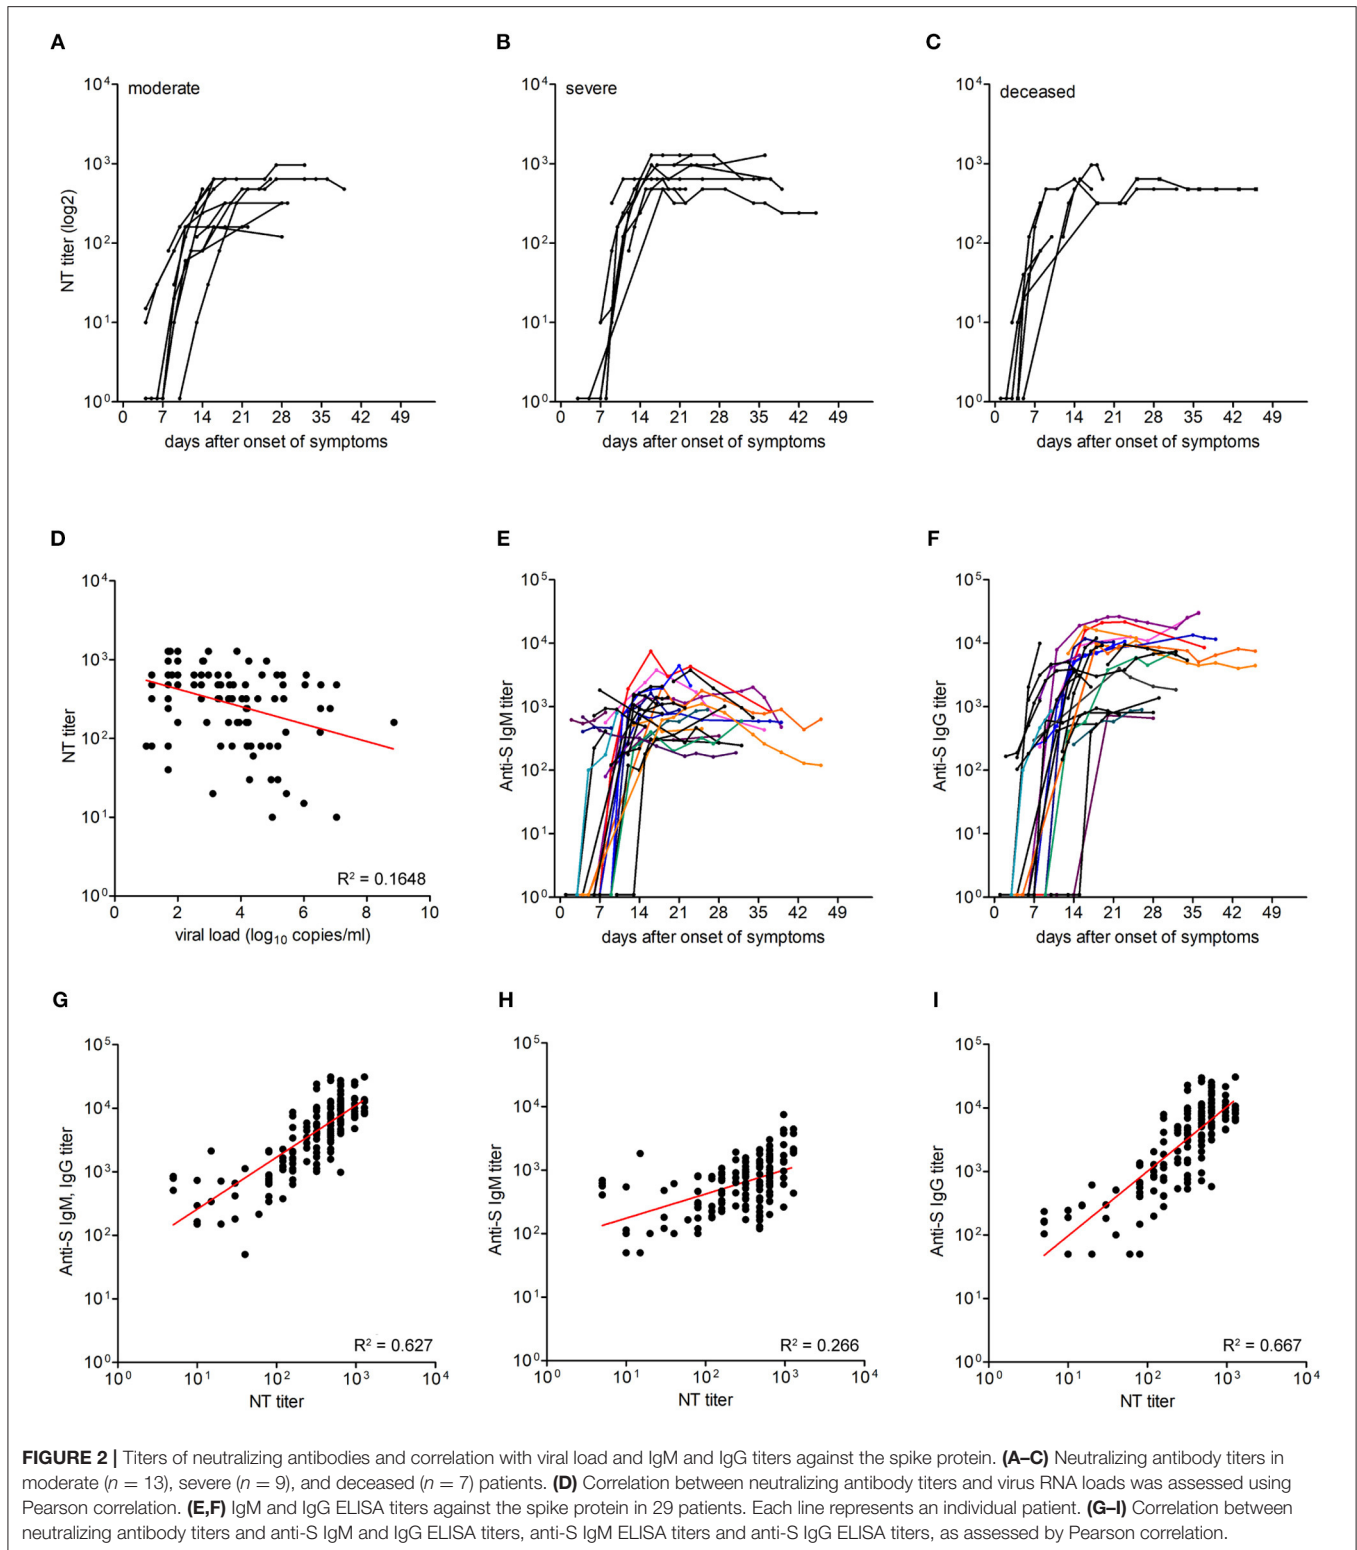 A
B
C
moderate
severe
deceased
10⁴
10³
10²
10¹
10⁰
NT titer (log2)
0 7 14 21 28 35 42 49
days after onset of symptoms
10⁴
10³
10²
10¹
10⁰
0 7 14 21 28 35 42 49
days after onset of symptoms
10⁴
10³
10²
10¹
10⁰
0 7 14 21 28 35 42 49
days after onset of symptoms
D
10⁴
10³
10²
10¹
10⁰
NT titer
R² = 0.1648
0 2 4 6 8 10
viral load (log₁₀ copies/ml)
E
10⁵
10⁴
10³
10²
10¹
10⁰
Anti-S IgM titer
0 7 14 21 28 35 42 49
days after onset of symptoms
F
10⁵
10⁴
10³
10²
10¹
10⁰
Anti-S IgG titer
0 7 14 21 28 35 42 49
days after onset of symptoms
G
10⁵
10⁴
10³
10²
10¹
10⁰
Anti-S IgM, IgG titer
R² = 0.627
10⁰ 10¹ 10² 10³ 10⁴
NT titer
H
10⁵
10⁴
10³
10²
10¹
10⁰
Anti-S IgM titer
R² = 0.266
10⁰ 10¹ 10² 10³ 10⁴
NT titer
I
10⁵
10⁴
10³
10²
10¹
10⁰
Anti-S IgG titer
R² = 0.667
10⁰ 10¹ 10² 10³ 10⁴
NT titer
FIGURE 2 | Titers of neutralizing antibodies and correlation with viral load and IgM and IgG titers against the spike protein. (A–C) Neutralizing antibody titers in
moderate (n = 13), severe (n = 9), and deceased (n = 7) patients. (D) Correlation between neutralizing antibody titers and virus RNA loads was assessed using
Pearson correlation. (E,F) IgM and IgG ELISA titers against the spike protein in 29 patients. Each line represents an individual patient. (G–I) Correlation between
neutralizing antibody titers and anti-S IgM and IgG ELISA titers, anti-S IgM ELISA titers and anti-S IgG ELISA titers, as assessed by Pearson correlation.